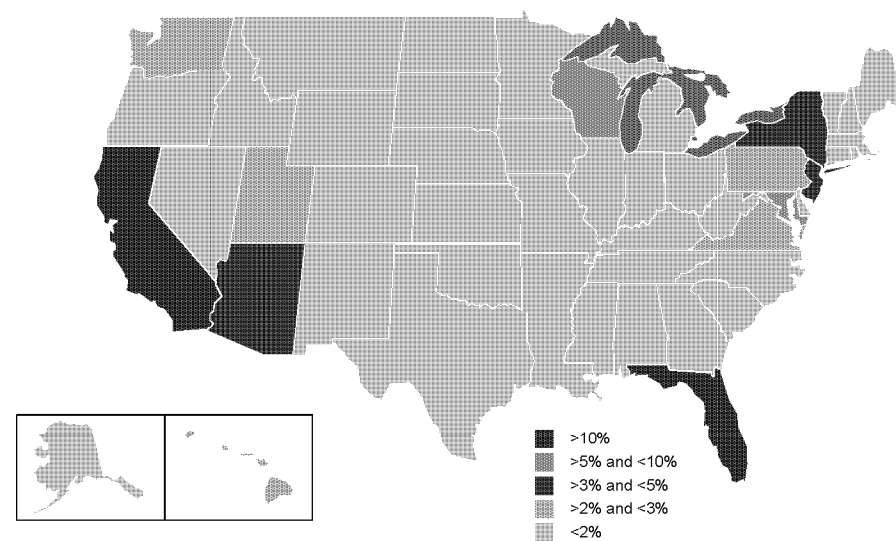 >10%
>5% and <10%
>3% and <5%
>2% and <3%
<2%